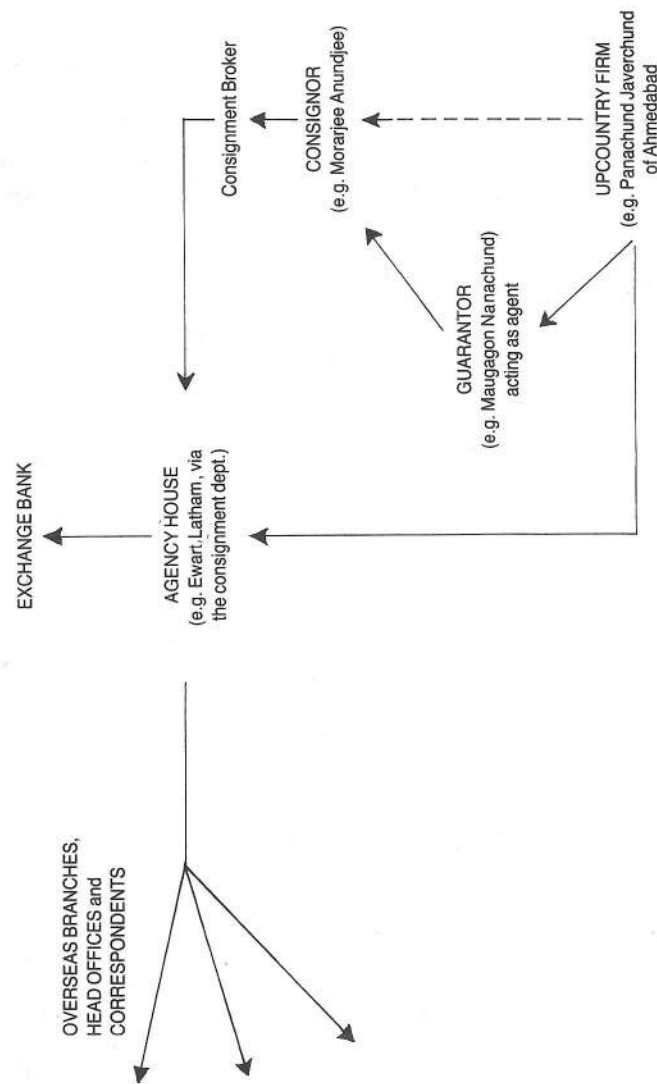 EXCHANGE BANK
OVERSEAS BRANCHES,
HEAD OFFICES and
CORRESPONDENTS
AGENCY HOUSE
(e.g. Ewart, Latham, via
the consignment dept.)
Consignment Broker
CONSIGNOR
(e.g. Morarjee Anundjee)
GUARANTOR
(e.g. Maugagon Nanachund)
acting as agent
UPCOUNTRY FIRM
(e.g. Panachund Javerchund
of Ahmedabad